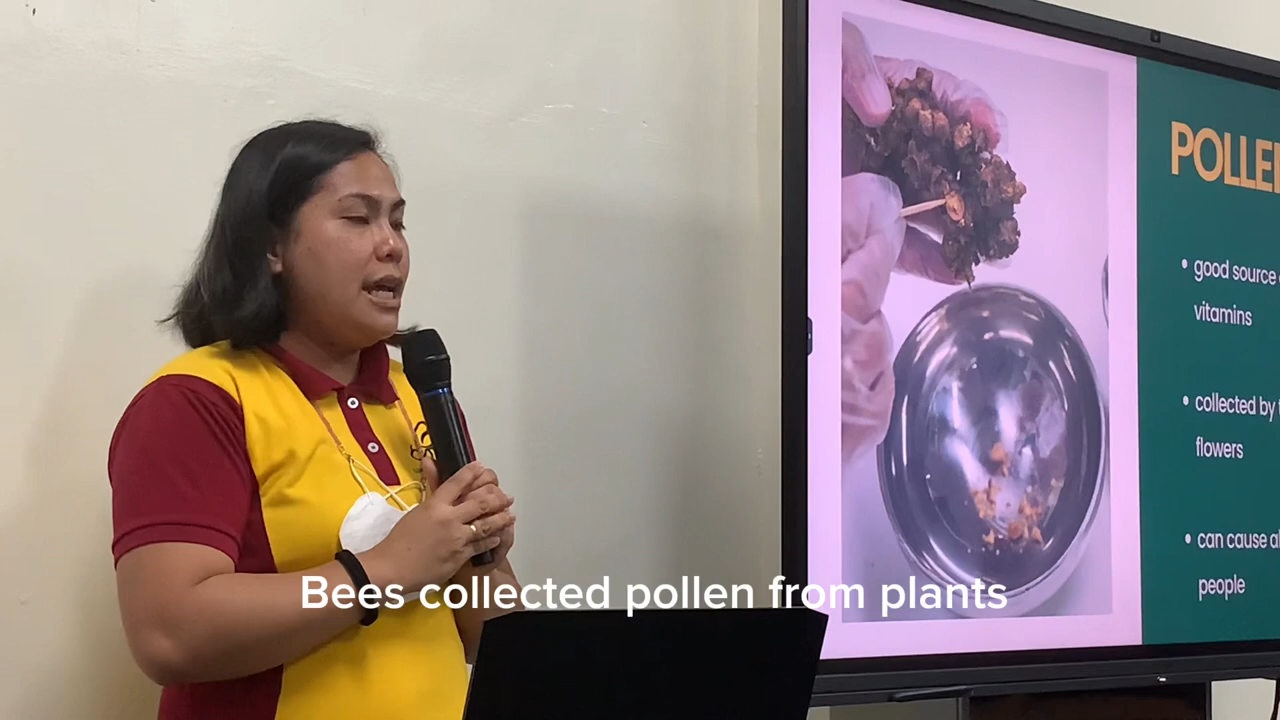 POLLE
• good source
vitamins
• collected by
flowers
• can cause
people
Bees collected pollen from plants